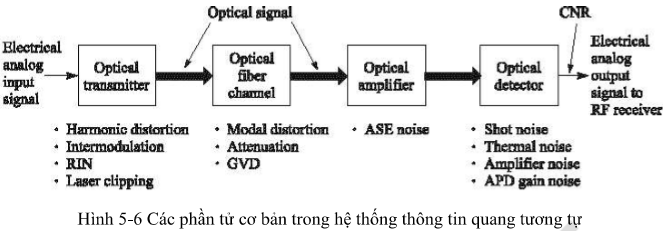 Optical signal
CNR
Electrical
analog
input
signal
Optical
transmitter
Optical
fiber
channel
Optical
amplifier
Optical
detector
Electrical
analog
output
signal to
RF receiver
• Harmonic distortion
• Intermodulation
• RIN
• Laser clipping
• Modal distortion
• Attenuation
• GVD
• ASE noise
• Shot noise
• Thermal noise
• Amplifier noise
• APD gain noise
Hình 5-6 Các phần tử cơ bản trong hệ thống thông tin quang tương tự